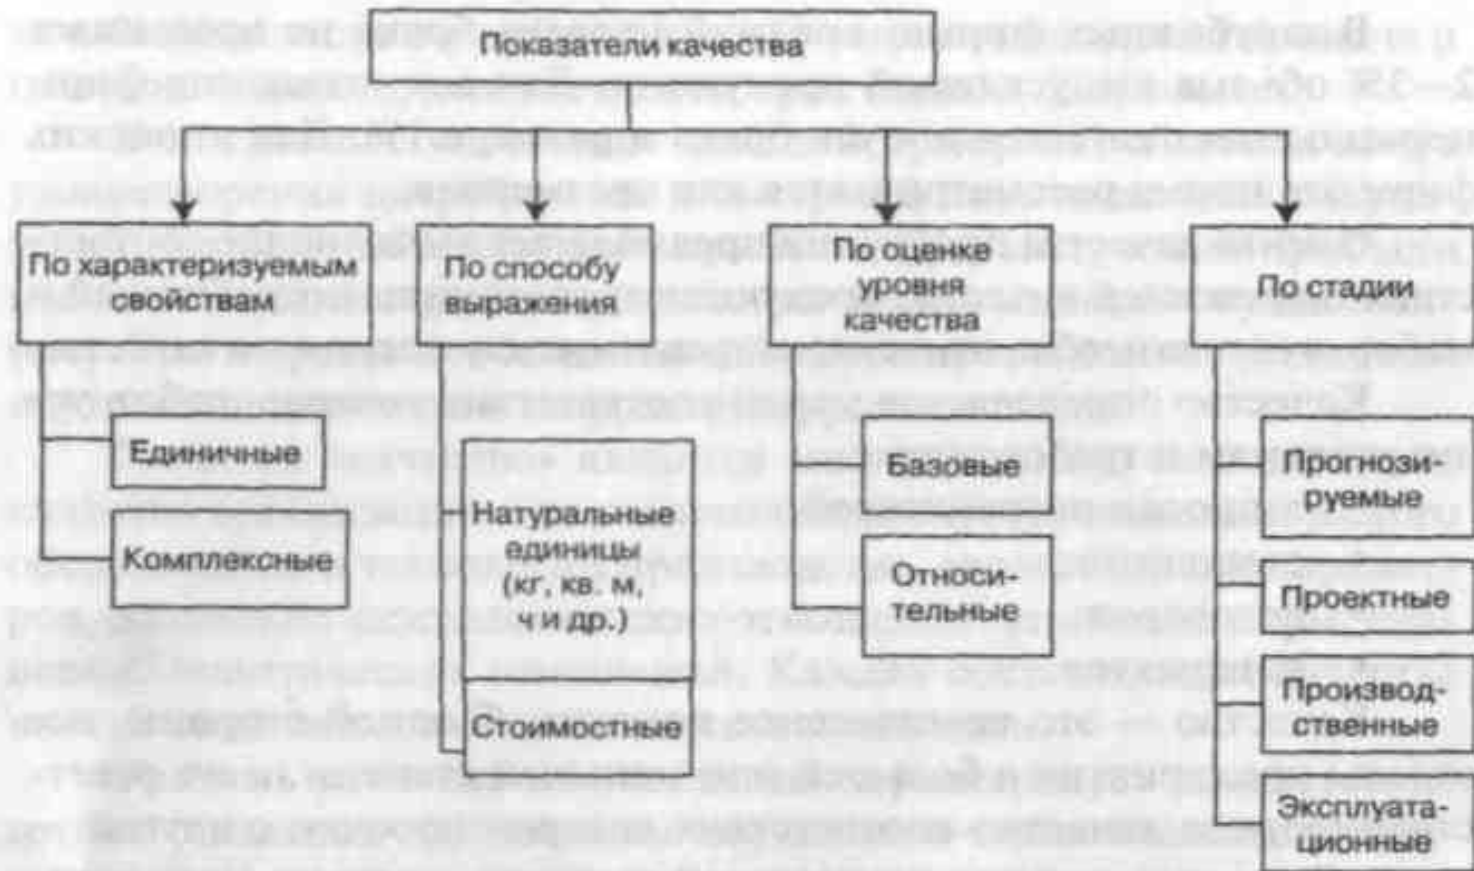 Показатели качества
По характеризуемым
свойствам
Единичные
Комплексные
По способу
выражения
Натуральные
единицы
(кг, кв. м,
ч и др.)
Стоимостные
По оценке
уровня
качества
Базовые
Относи-
тельные
По стадии
Прогнози-
руемые
Проектные
Производ-
ственные
Эксплуата-
ционные